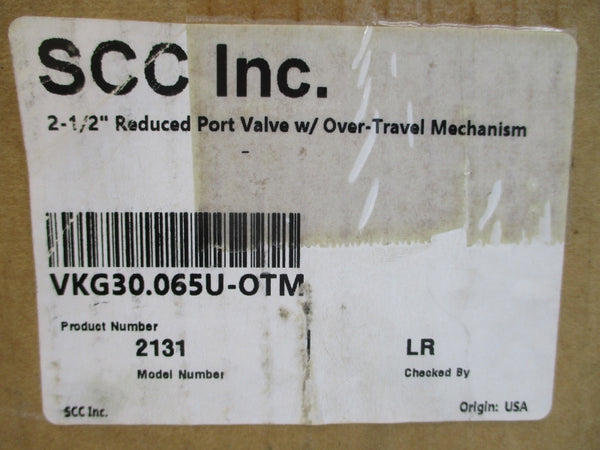 SCC Inc.
2-1/2" Reduced Port Valve w/ Over-Travel Mechanism
VKG30.065U-OTM
Product Number
2131 LR
Model Number Checked By
SCC Inc. Origin: USA